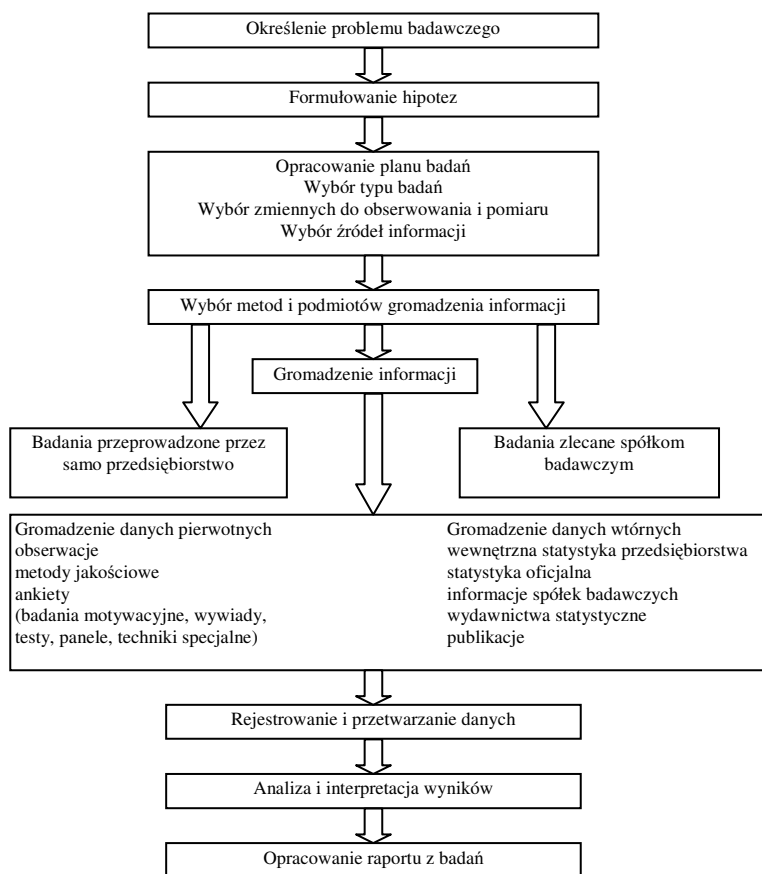 Określenie problemu badawczego
Formułowanie hipotez
Opracowanie planu badań
Wybór typu badań
Wybór zmiennych do obserwowania i pomiaru
Wybór źródeł informacji
Wybór metod i podmiotów gromadzenia informacji
Gromadzenie informacji
Badania przeprowadzone przez
samo przedsiębiorstwo
Badania zlecane spółkom
badawczym
Gromadzenie danych pierwotnych
obserwacje
metody jakościowe
ankiety
(badania motywacyjne, wywiady,
testy, panele, techniki specjalne)
Gromadzenie danych wtórnych
wewnętrzna statystyka przedsiębiorstwa
statystyka oficjalna
informacje spółek badawczych
wydawnictwa statystyczne
publikacje
Rejestrowanie i przetwarzanie danych
Analiza i interpretacja wyników
Opracowanie raportu z badań